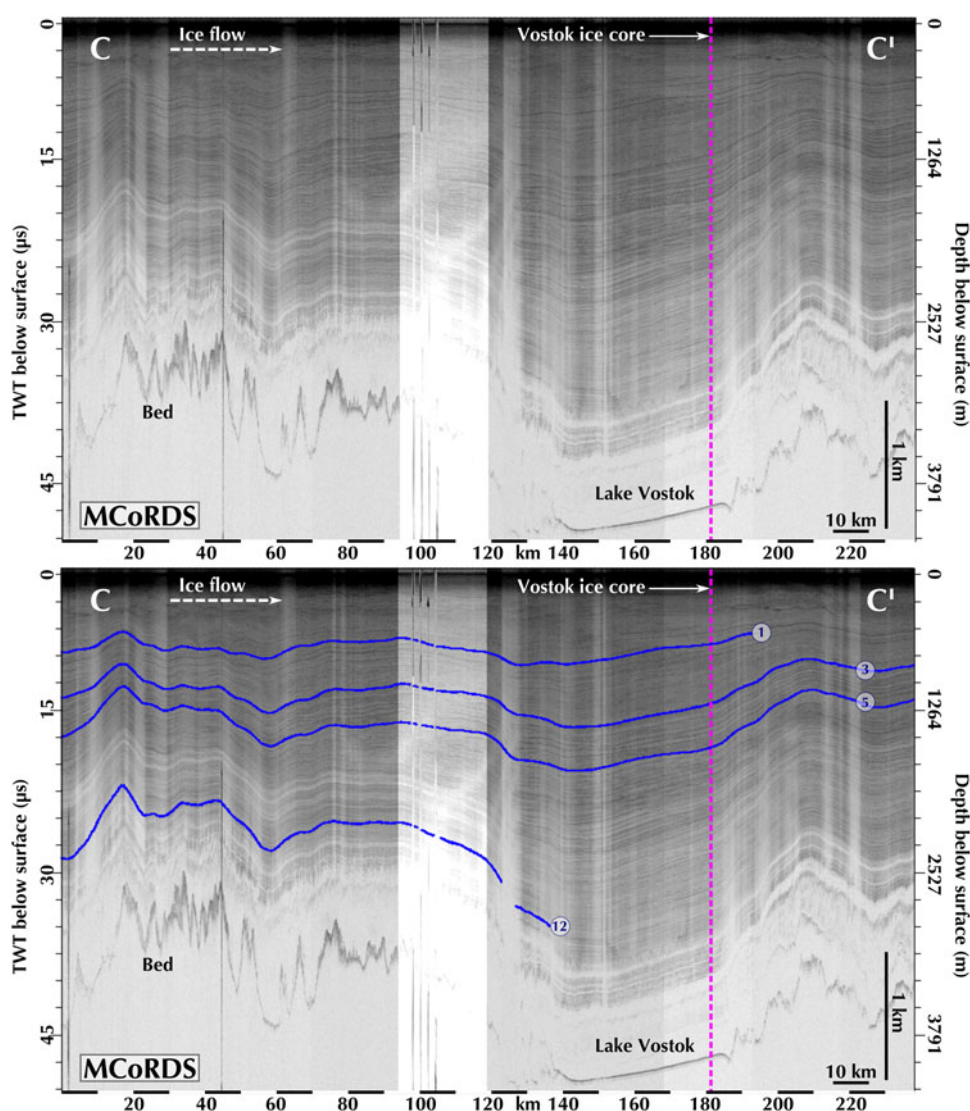 0 0
C Ice flow Vostok ice core C'
15 1264
TWT below surface (µs) Depth below surface (m)
30 2527
Bed
1 km
45 3791
Lake Vostok
MCoRDS 10 km
20 40 60 80 100 120 km 140 160 180 200 220
0 0
C Ice flow Vostok ice core C'
1
3
5
15 1264
TWT below surface (µs) Depth below surface (m)
30 2527
12
Bed
1 km
45 3791
Lake Vostok
MCoRDS 10 km
20 40 60 80 100 120 km 140 160 180 200 220